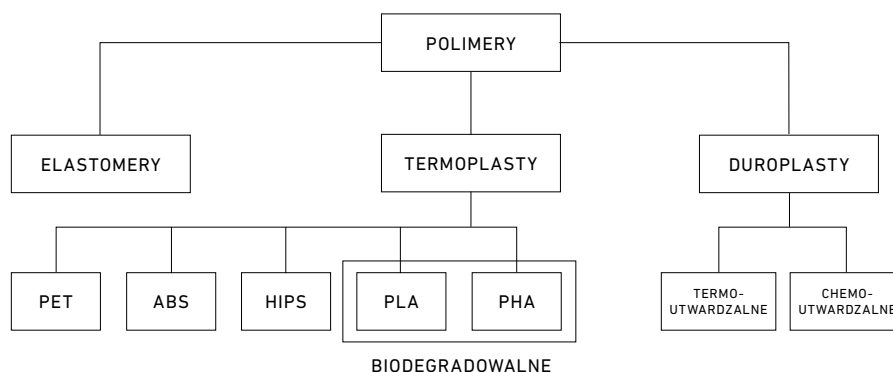 POLIMERY
ELASTOMERY
TERMOPLASTY
DUROPLASTY
PET
ABS
HIPS
PLA
PHA
TERMO-
UTWARDZALNE
CHEMO-
UTWARDZALNE
BIODEGRADOWALNE